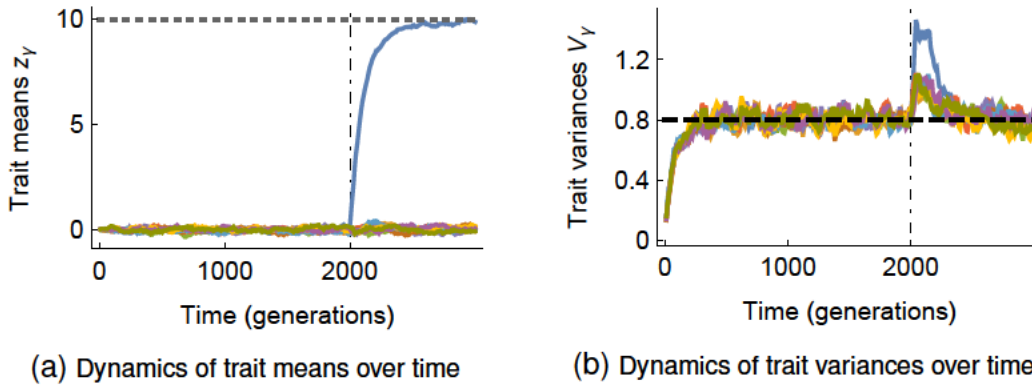 Trait means zγ
10
5
0
0
1000
2000
Time (generations)
(a) Dynamics of trait means over time
Trait variances Vγ
1.2
0.8
0.4
0
0
1000
2000
Time (generations)
(b) Dynamics of trait variances over time